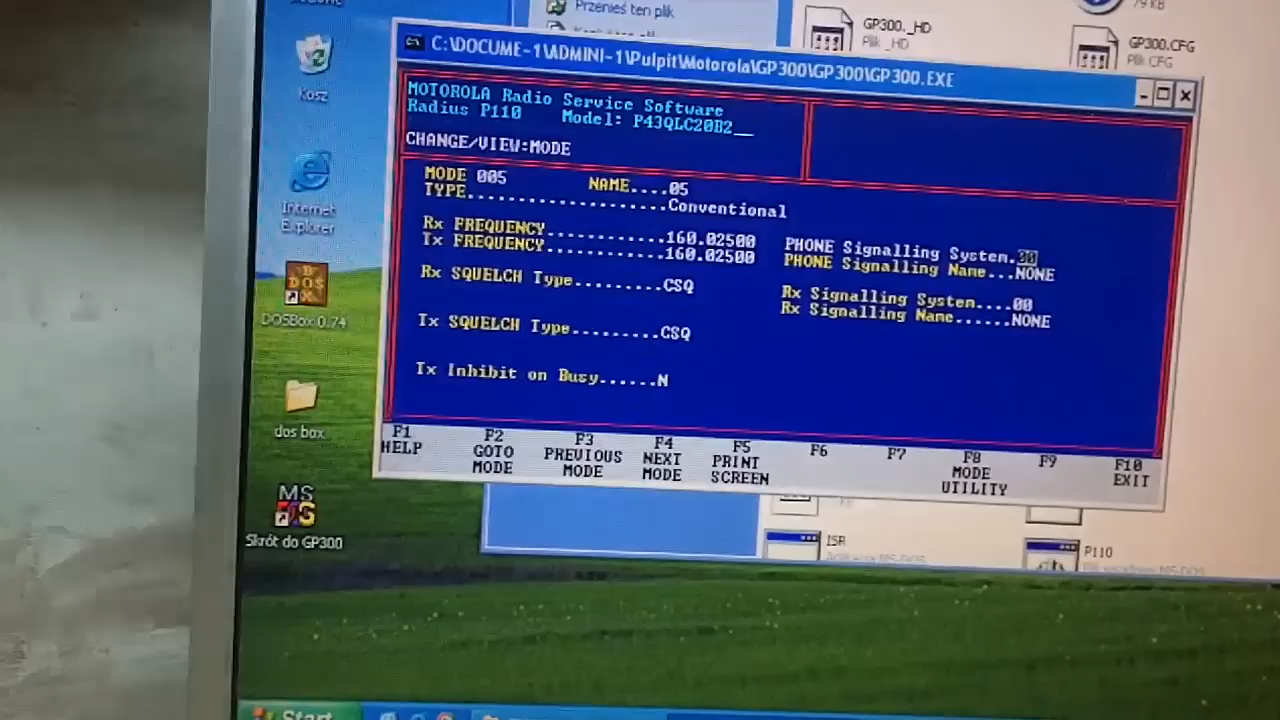 Przenieś ten plik
79 KB
GP300._HD
Plik _HD
GP300.CFG
Plik CFG
Kosz
Internet
Explorer
DOSBox 0.74
dos box
MS
Skrót do GP300
C:\DOCUME~1\ADMINI~1\Pulpit\Motorola\GP300\GP300\GP300.EXE
MOTOROLA Radio Service Software
Radius P110 Model: P43QLC20B2__
CHANGE/VIEW:MODE
MODE 005 NAME....05
TYPE...................Conventional
Rx FREQUENCY...........160.02500 PHONE Signalling System.00
Tx FREQUENCY...........160.02500 PHONE Signalling Name...NONE
Rx SQUELCH Type.........CSQ Rx Signalling System....00
Rx Signalling Name......NONE
Tx SQUELCH Type.........CSQ
Tx Inhibit on Busy......N
F1 F2 F3 F4 F5 F6 F7 F8 F9 F10
HELP GOTO PREVIOUS NEXT PRINT MODE EXIT
MODE MODE MODE SCREEN UTILITY
ISR
P110
Start